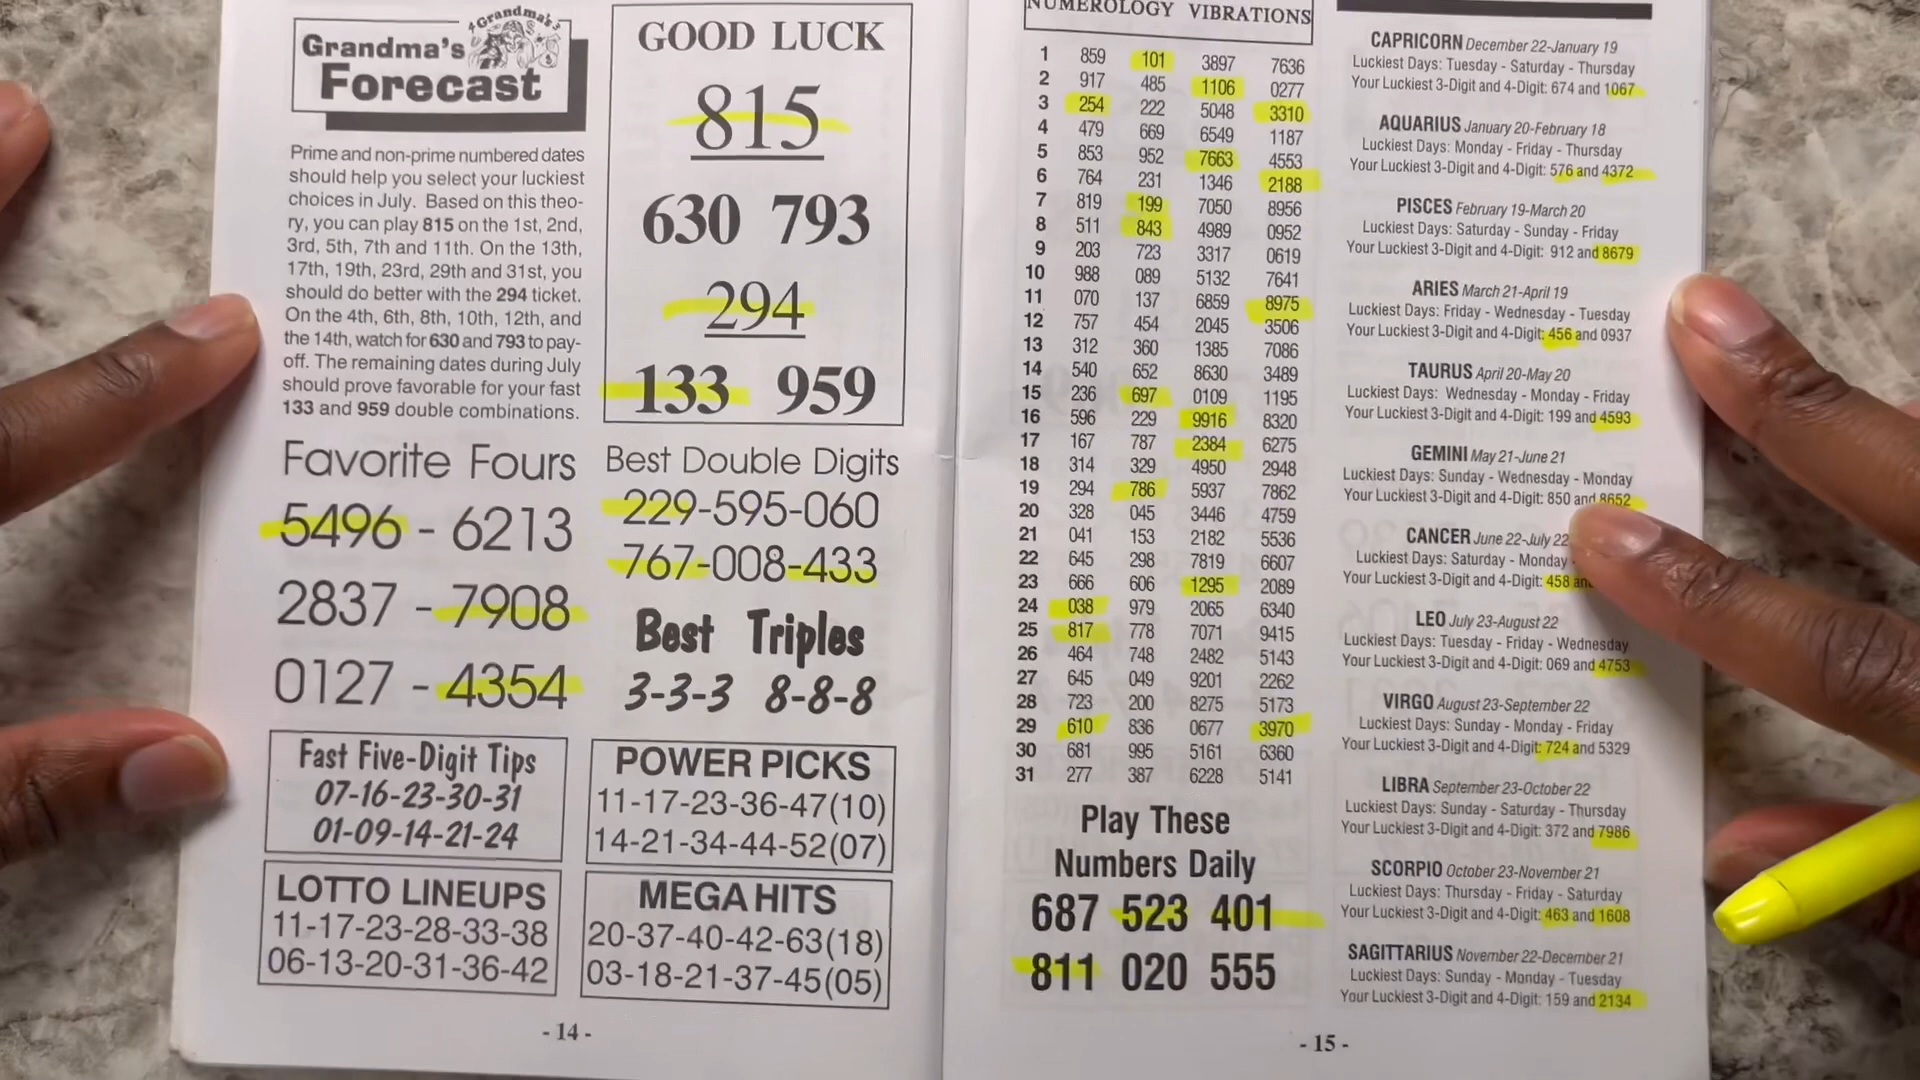 Grandma's
Grandma's
Forecast
Prime and non-prime numbered dates
should help you select your luckiest
choices in July. Based on this theo-
ry, you can play 815 on the 1st, 2nd,
3rd, 5th, 7th and 11th. On the 13th,
17th, 19th, 23rd, 29th and 31st, you
should do better with the 294 ticket.
On the 4th, 6th, 8th, 10th, 12th, and
the 14th, watch for 630 and 793 to pay-
off. The remaining dates during July
should prove favorable for your fast
133 and 959 double combinations.
GOOD LUCK
815
630 793
294
133 959
Favorite Fours
5496 - 6213
2837 - 7908
0127 - 4354
Best Double Digits
229-595-060
767-008-433
Best Triples
3-3-3 8-8-8
Fast Five-Digit Tips
07-16-23-30-31
01-09-14-21-24
POWER PICKS
11-17-23-36-47(10)
14-21-34-44-52(07)
LOTTO LINEUPS
11-17-23-28-33-38
06-13-20-31-36-42
MEGA HITS
20-37-40-42-63(18)
03-18-21-37-45(05)
- 14 -
NUMEROLOGY VIBRATIONS
1 859 101 3897 7636
2 917 485 1106 0277
3 254 222 5048 3310
4 479 669 6549 1187
5 853 952 7663 4553
6 764 231 1346 2188
7 819 199 7050 8956
8 511 843 4989 0952
9 203 723 3317 0619
10 988 089 5132 7641
11 070 137 6859 8975
12 757 454 2045 3506
13 312 360 1385 7086
14 540 652 8630 3489
15 236 697 0109 1195
16 596 229 9916 8320
17 167 787 2384 6275
18 314 329 4950 2948
19 294 786 5937 7862
20 328 045 3446 4759
21 041 153 2182 5536
22 645 298 7819 6607
23 666 606 1295 2089
24 038 979 2065 6340
25 817 778 7071 9415
26 464 748 2482 5143
27 645 049 9201 2262
28 723 200 8275 5173
29 610 836 0677 3970
30 681 995 5161 6360
31 277 387 6228 5141
Play These
Numbers Daily
687 523 401
811 020 555
CAPRICORN December 22-January 19
Luckiest Days: Tuesday - Saturday - Thursday
Your Luckiest 3-Digit and 4-Digit: 674 and 1067
AQUARIUS January 20-February 18
Luckiest Days: Monday - Friday - Thursday
Your Luckiest 3-Digit and 4-Digit: 576 and 4372
PISCES February 19-March 20
Luckiest Days: Saturday - Sunday - Friday
Your Luckiest 3-Digit and 4-Digit: 912 and 8679
ARIES March 21-April 19
Luckiest Days: Friday - Wednesday - Tuesday
Your Luckiest 3-Digit and 4-Digit: 456 and 0937
TAURUS April 20-May 20
Luckiest Days: Wednesday - Monday - Friday
Your Luckiest 3-Digit and 4-Digit: 199 and 4593
GEMINI May 21-June 21
Luckiest Days: Sunday - Wednesday - Monday
Your Luckiest 3-Digit and 4-Digit: 850 and 8652
CANCER June 22-July 22
Luckiest Days: Saturday - Monday
Your Luckiest 3-Digit and 4-Digit: 458
LEO July 23-August 22
Luckiest Days: Tuesday - Friday - Wednesday
Your Luckiest 3-Digit and 4-Digit: 069 and 4753
VIRGO August 23-September 22
Luckiest Days: Sunday - Monday - Friday
Your Luckiest 3-Digit and 4-Digit: 724 and 5329
LIBRA September 23-October 22
Luckiest Days: Sunday - Saturday - Thursday
Your Luckiest 3-Digit and 4-Digit: 372 and 7986
SCORPIO October 23-November 21
Luckiest Days: Thursday - Friday - Saturday
Your Luckiest 3-Digit and 4-Digit: 463 and 1608
SAGITTARIUS November 22-December 21
Luckiest Days: Sunday - Monday - Tuesday
Your Luckiest 3-Digit and 4-Digit: 159 and 2134
- 15 -